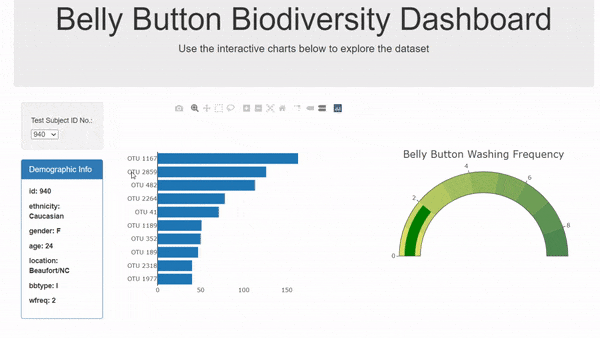 Belly Button Biodiversity Dashboard
Use the interactive charts below to explore the dataset
Test Subject ID No.:
940
Demographic Info
id: 940
ethnicity:
Caucasian
gender: F
age: 24
location:
Beaufort/NC
bbtype: I
wfreq: 2
OTU 1167
OTU 2859
OTU 482
OTU 2264
OTU 41
OTU 1189
OTU 352
OTU 189
OTU 2318
OTU 1977
0
50
100
150
Belly Button Washing Frequency
0
2
4
6
8